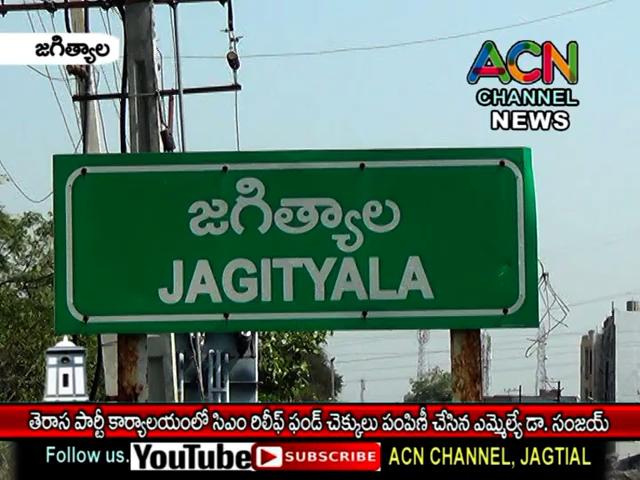 జగిత్యాల
ACN
CHANNEL
NEWS
జగిత్యాల
JAGITYALA
తెరాస పార్టీ కార్యాలయంలో సిఎం రిలీఫ్ ఫండ్ చెక్కులు పంపిణీ చేసిన ఎమ్మెల్యే డా. సంజయ్
Follow us. YouTube SUBSCRIBE ACN CHANNEL, JAGTIAL